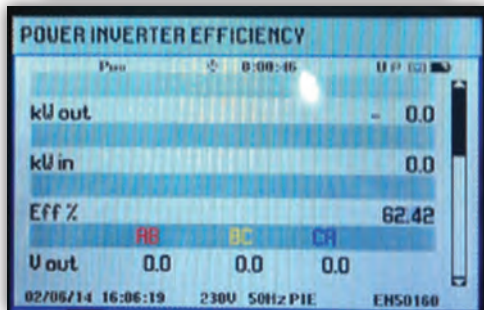 POWER INVERTER EFFICIENCY
0:00:46 U P
kW out - 0.0
kW in 0.0
Eff % 62.42
AB BC CA
V out 0.0 0.0 0.0
02/06/14 16:06:19 230V 50Hz PIE EN50160